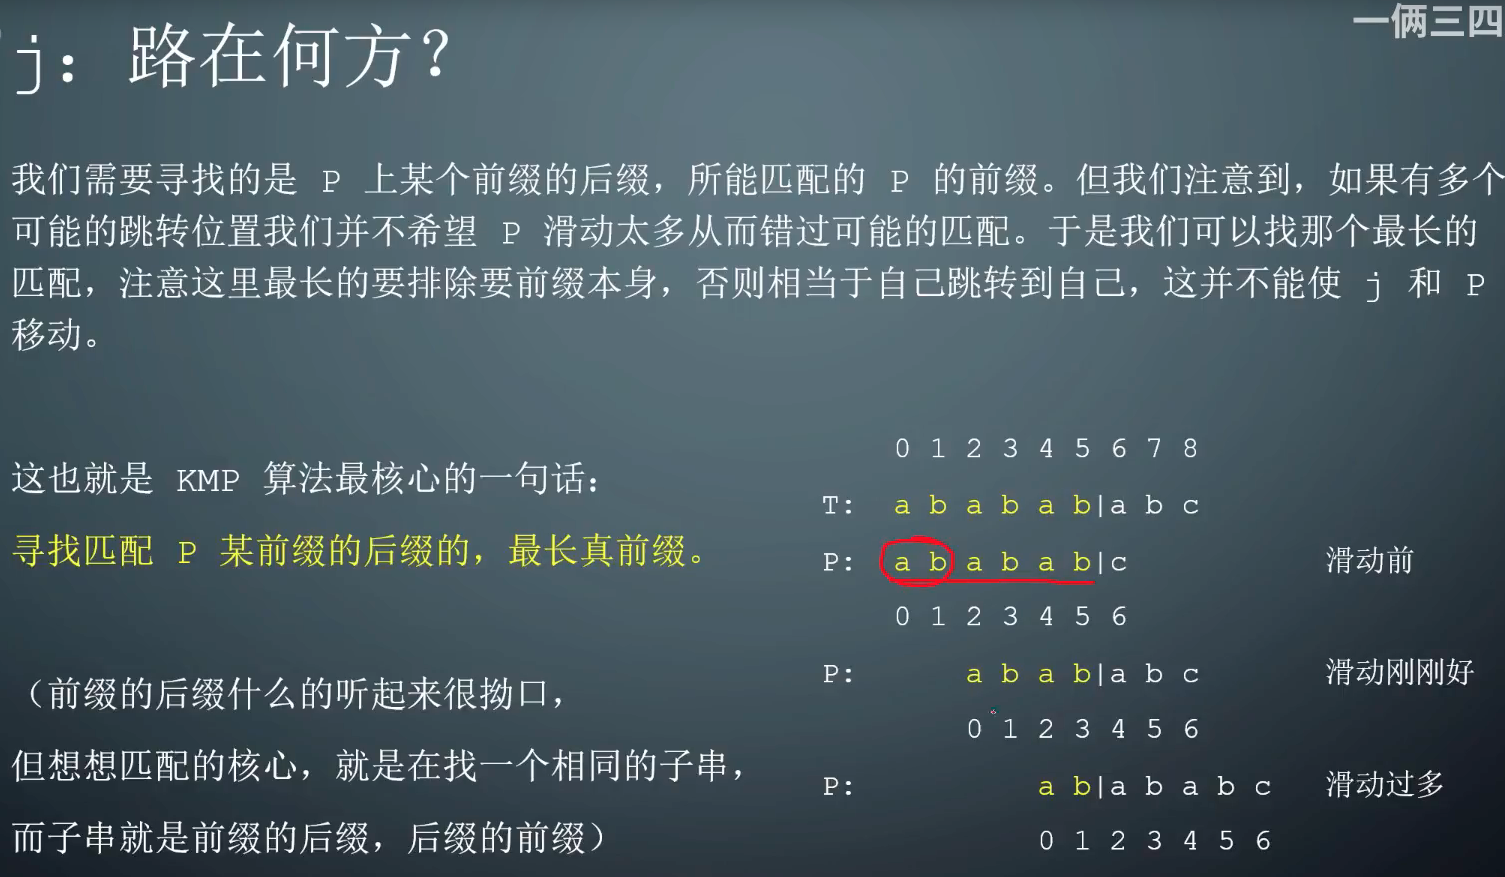 一俩三四
j：路在何方？
我们需要寻找的是 P 上某个前缀的后缀，所能匹配的 P 的前缀。但我们注意到，如果有多个
可能的跳转位置我们并不希望 P 滑动太多从而错过可能的匹配。于是我们可以找那个最长的
匹配，注意这里最长的要排除要前缀本身，否则相当于自己跳转到自己，这并不能使 j 和 P
移动。
这也就是 KMP 算法最核心的一句话：
寻找匹配 P 某前缀的后缀的，最长真前缀。
（前缀的后缀什么的听起来很拗口，
但想想匹配的核心，就是在找一个相同的子串，
而子串就是前缀的后缀，后缀的前缀）
0 1 2 3 4 5 6 7 8
T: a b a b a b|a b c
P: a b a b a b|c 滑动前
0 1 2 3 4 5 6
P: a b a b|a b c 滑动刚刚好
0 1 2 3 4 5 6
P: a b|a b a b c 滑动过多
0 1 2 3 4 5 6